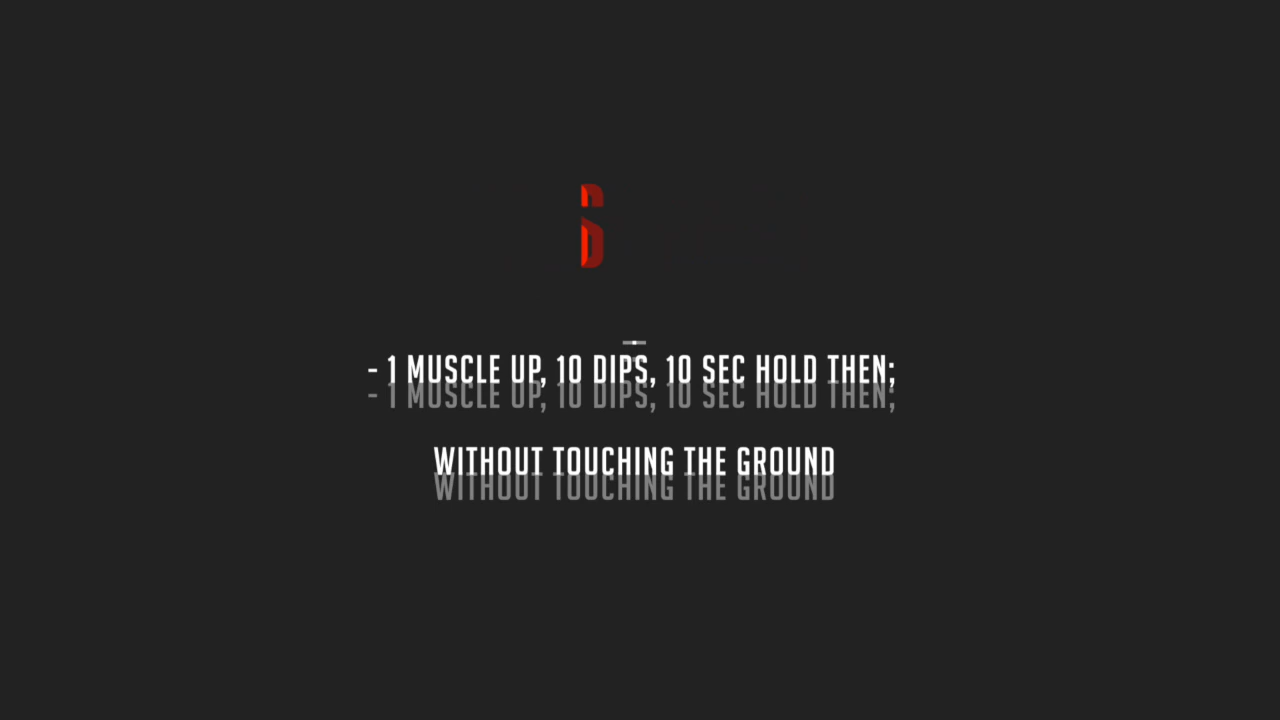 - 1 MUSCLE UP, 10 DIPS, 10 SEC HOLD THEN;
WITHOUT TOUCHING THE GROUND